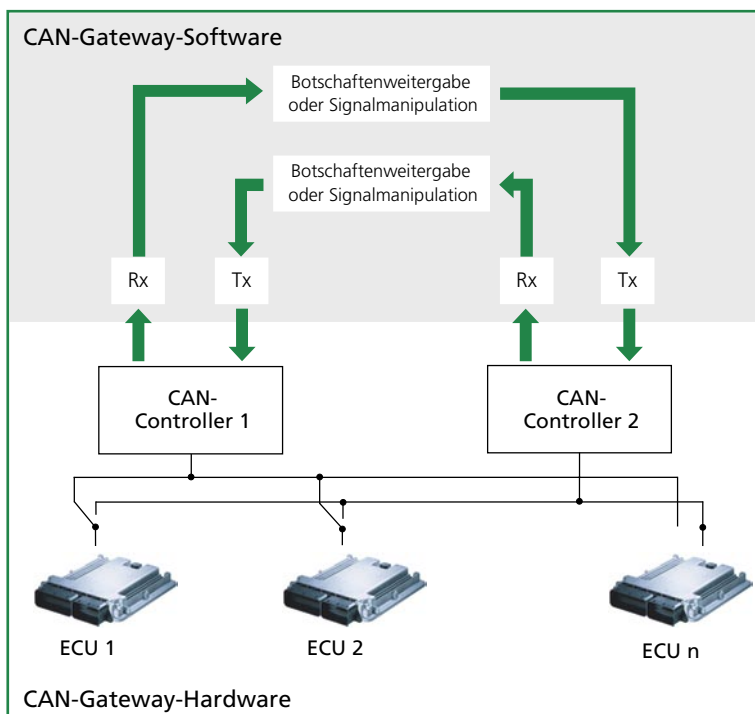 CAN-Gateway-Software
Botschaftenweitergabe
oder Signalmanipulation
Botschaftenweitergabe
oder Signalmanipulation
Rx
Tx
Rx
Tx
CAN-
Controller 1
CAN-
Controller 2
ECU 1
ECU 2
ECU n
CAN-Gateway-Hardware